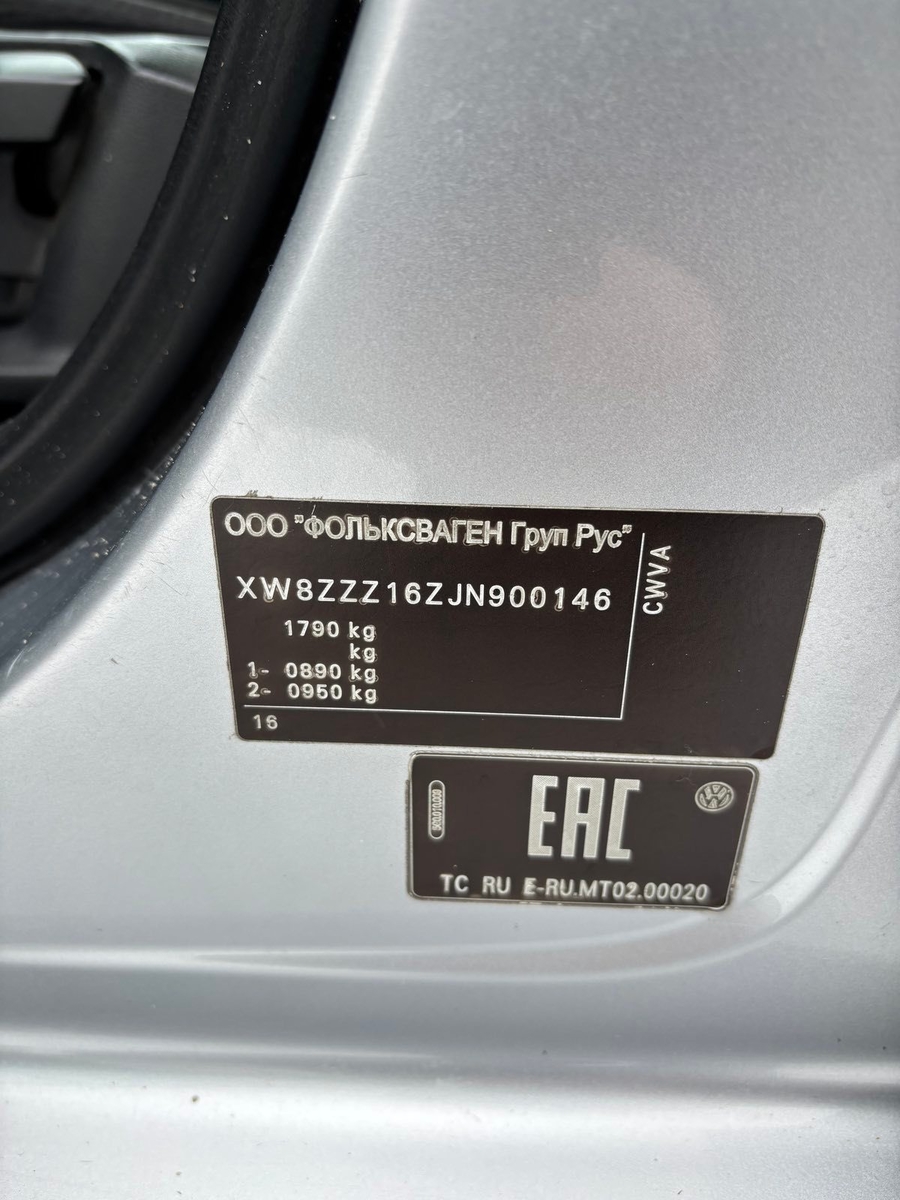 ООО "ФОЛЬКСВАГЕН Груп Рус"
XW8ZZZ16ZJN900146
CWVA
1790 kg
kg
1- 0890 kg
2- 0950 kg
16
EAC
TC RU E-RU.MT02.00020